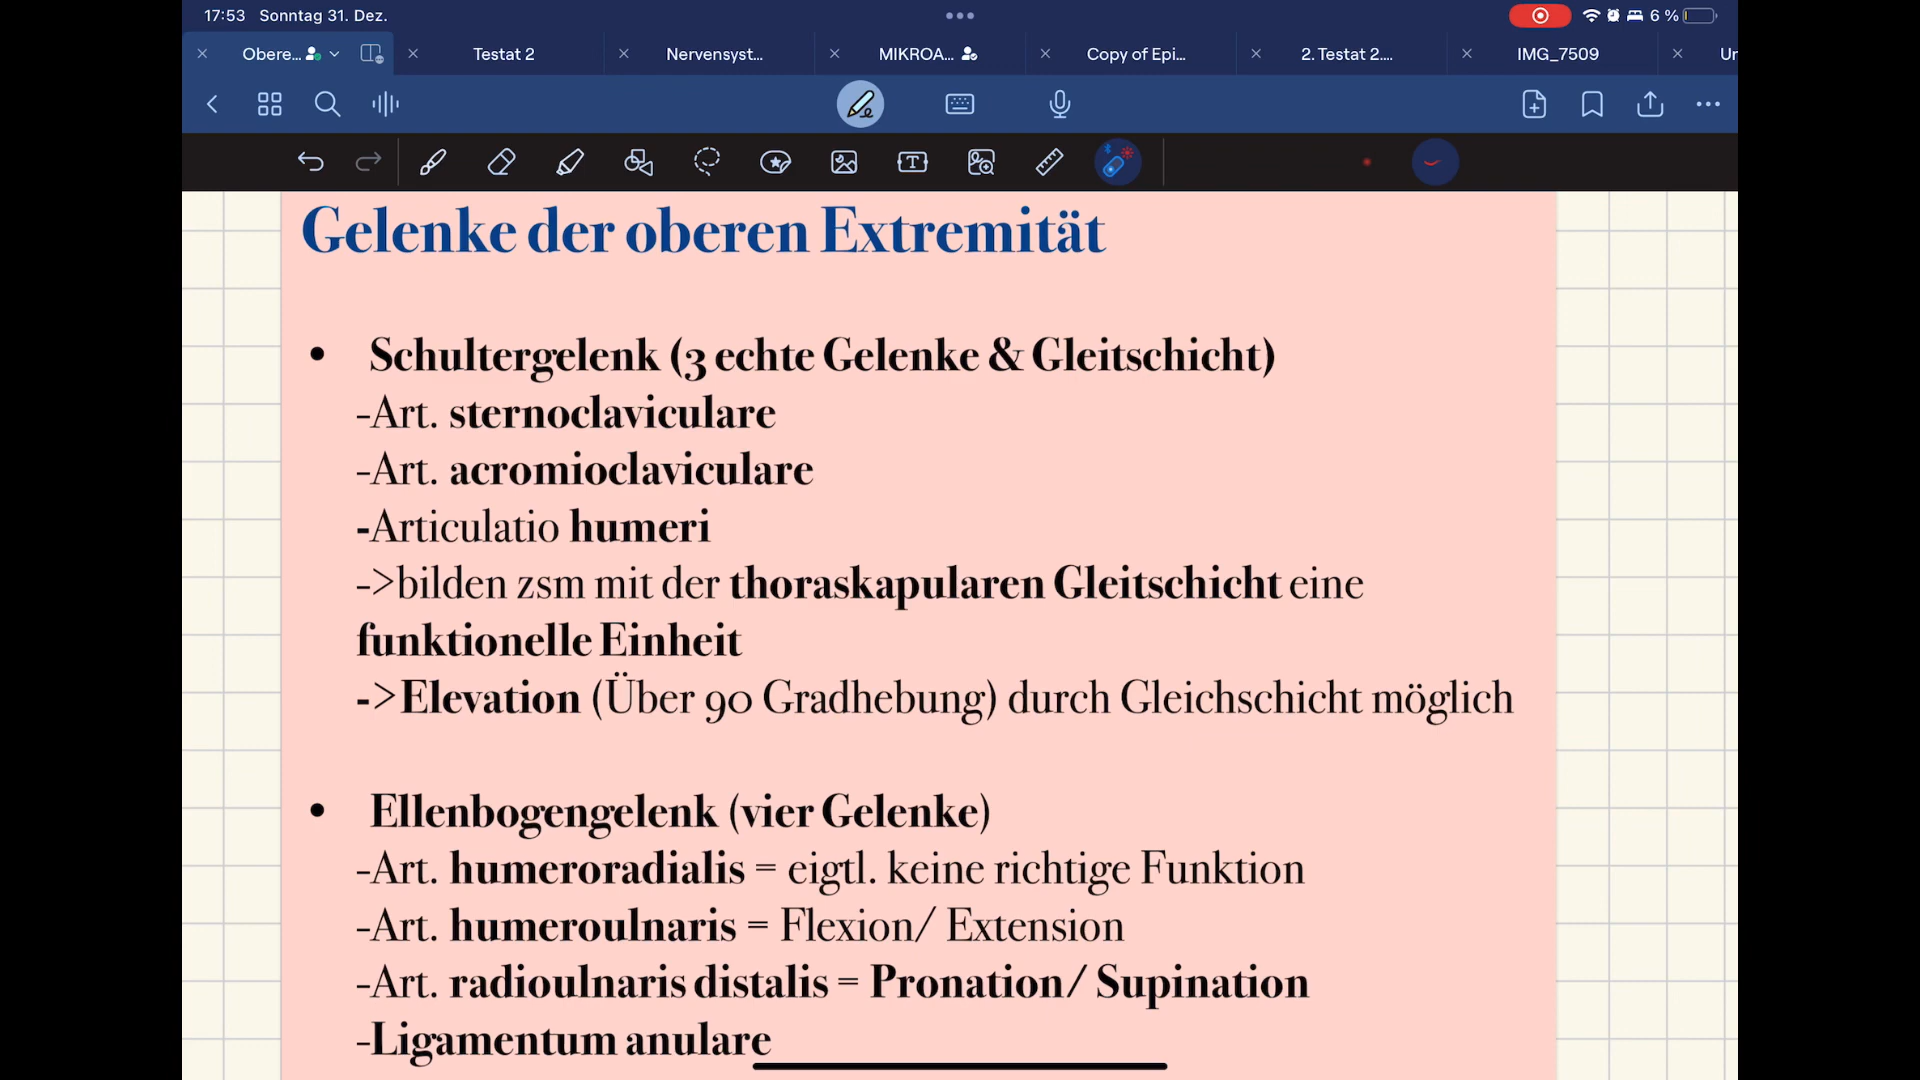 17:53 Sonntag 31. Dez.
6 %
Obere...
Testat 2
Nervensyst...
MIKROA...
Copy of Epi...
2. Testat 2....
IMG_7509
Ur
Gelenke der oberen Extremität
• Schultergelenk (3 echte Gelenke & Gleitschicht)
-Art. sternoclaviculare
-Art. acromioclaviculare
-Articulatio humeri
->bilden zsm mit der thoraskapularen Gleitschicht eine
funktionelle Einheit
->Elevation (Über 90 Gradhebung) durch Gleichschicht möglich
• Ellenbogengelenk (vier Gelenke)
-Art. humeroradialis = eigtl. keine richtige Funktion
-Art. humeroulnaris = Flexion/ Extension
-Art. radioulnaris distalis = Pronation/ Supination
-Ligamentum anulare